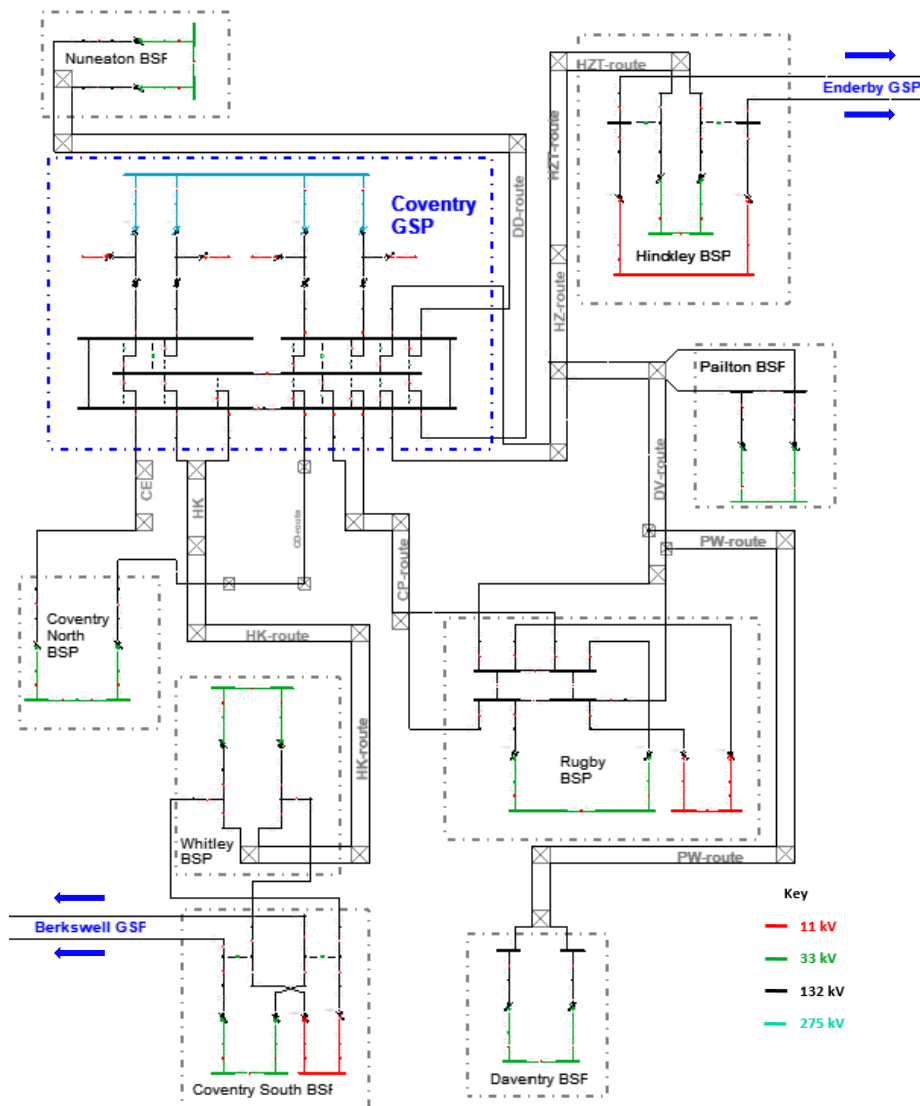 Nuneaton BSP
HZT-route
Enderby GSP
HZT-route
Coventry
GSP
DD-route
Hinckley BSP
HZ-route
Pailton BSP
CE
HK
CD-route
DV-route
PW-route
CP-route
Coventry
North
BSP
HK-route
HK-route
Rugby
BSP
Whitley
BSP
PW-route
Key
Berkswell GSP
11 kV
33 kV
132 kV
275 kV
Coventry South BSP
Daventry BSP